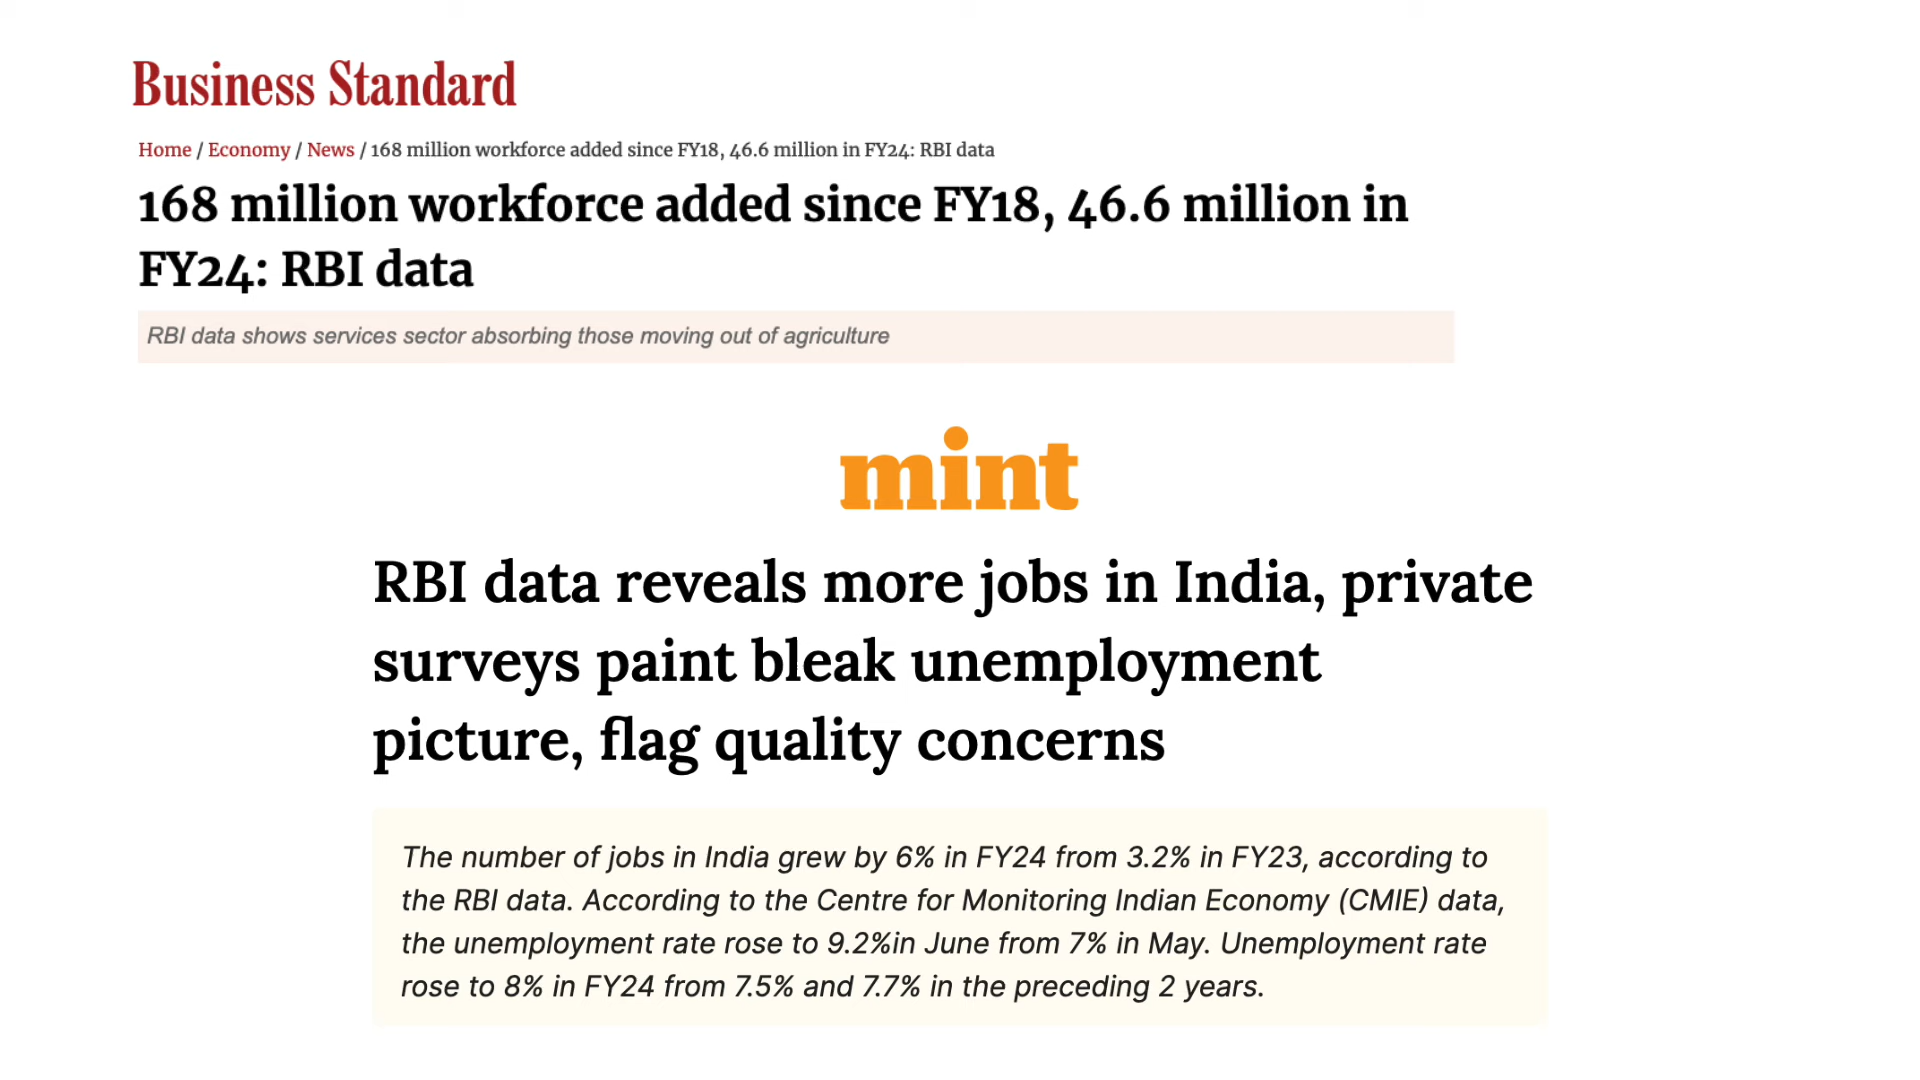 Business Standard
Home / Economy / News / 168 million workforce added since FY18, 46.6 million in FY24: RBI data
168 million workforce added since FY18, 46.6 million in
FY24: RBI data
RBI data shows services sector absorbing those moving out of agriculture
mint
RBI data reveals more jobs in India, private
surveys paint bleak unemployment
picture, flag quality concerns
The number of jobs in India grew by 6% in FY24 from 3.2% in FY23, according to
the RBI data. According to the Centre for Monitoring Indian Economy (CMIE) data,
the unemployment rate rose to 9.2%in June from 7% in May. Unemployment rate
rose to 8% in FY24 from 7.5% and 7.7% in the preceding 2 years.